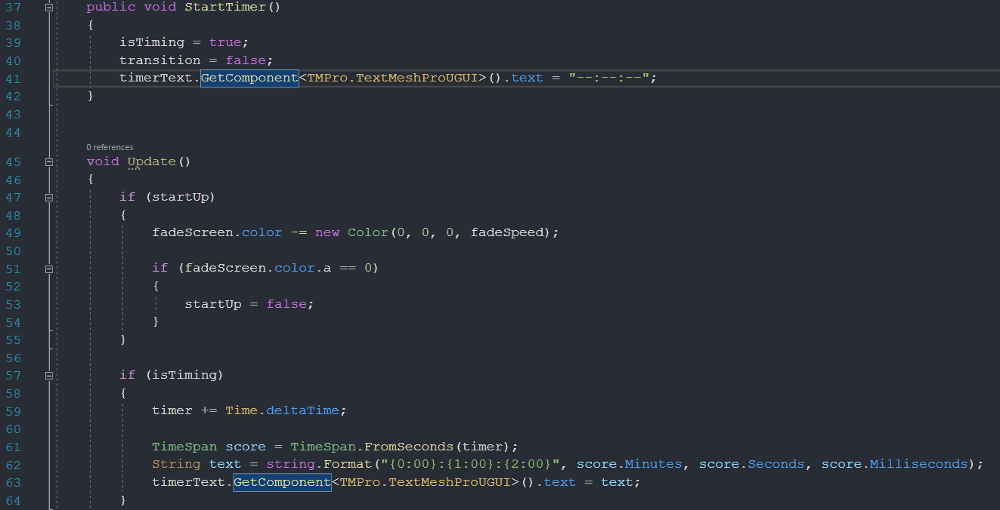 37 public void StartTimer()
38 {
39 isTiming = true;
40 transition = false;
41 timerText.GetComponent<TMPro.TextMeshProUGUI>().text = "--:--:--";
42 }
43
44
0 references
45 void Update()
46 {
47 if (startUp)
48 {
49 fadeScreen.color -= new Color(0, 0, 0, fadeSpeed);
50
51 if (fadeScreen.color.a == 0)
52 {
53 startUp = false;
54 }
55 }
56
57 if (isTiming)
58 {
59 timer += Time.deltaTime;
60
61 TimeSpan score = TimeSpan.FromSeconds(timer);
62 String text = string.Format("{0:00}:{1:00}:{2:00}", score.Minutes, score.Seconds, score.Milliseconds);
63 timerText.GetComponent<TMPro.TextMeshProUGUI>().text = text;
64 }